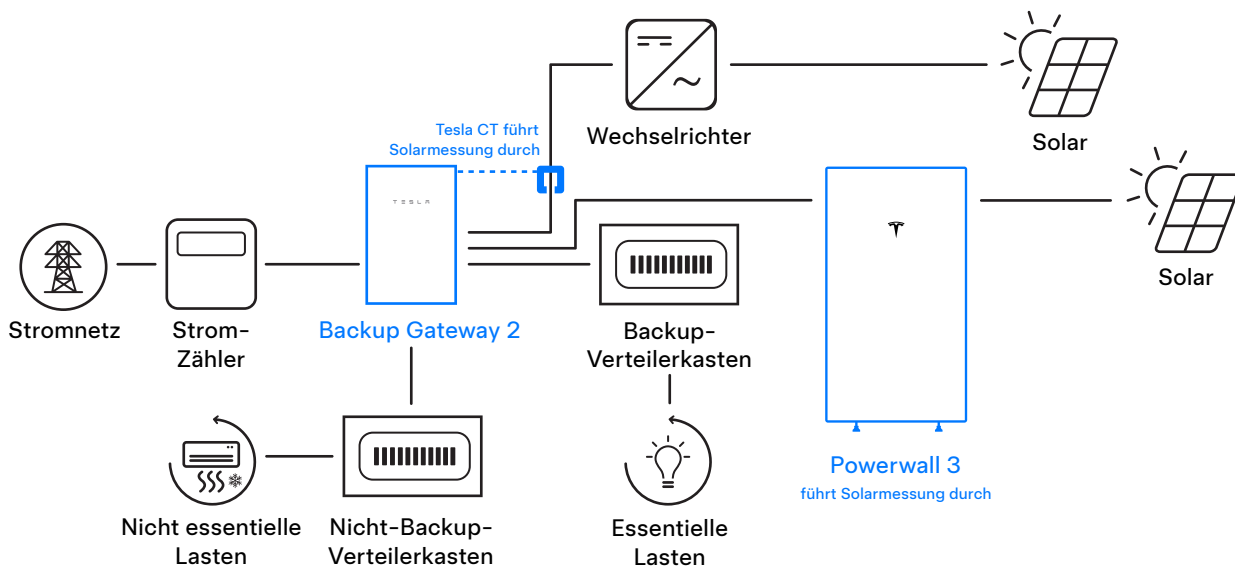 Tesla CT führt
Solarmessung durch
Wechselrichter
Solar
TESLA
Solar
Stromnetz
Strom-
Zähler
Backup Gateway 2
Backup-
Verteilerkasten
Powerwall 3
führt Solarmessung durch
Nicht essentielle
Lasten
Nicht-Backup-
Verteilerkasten
Essentielle
Lasten